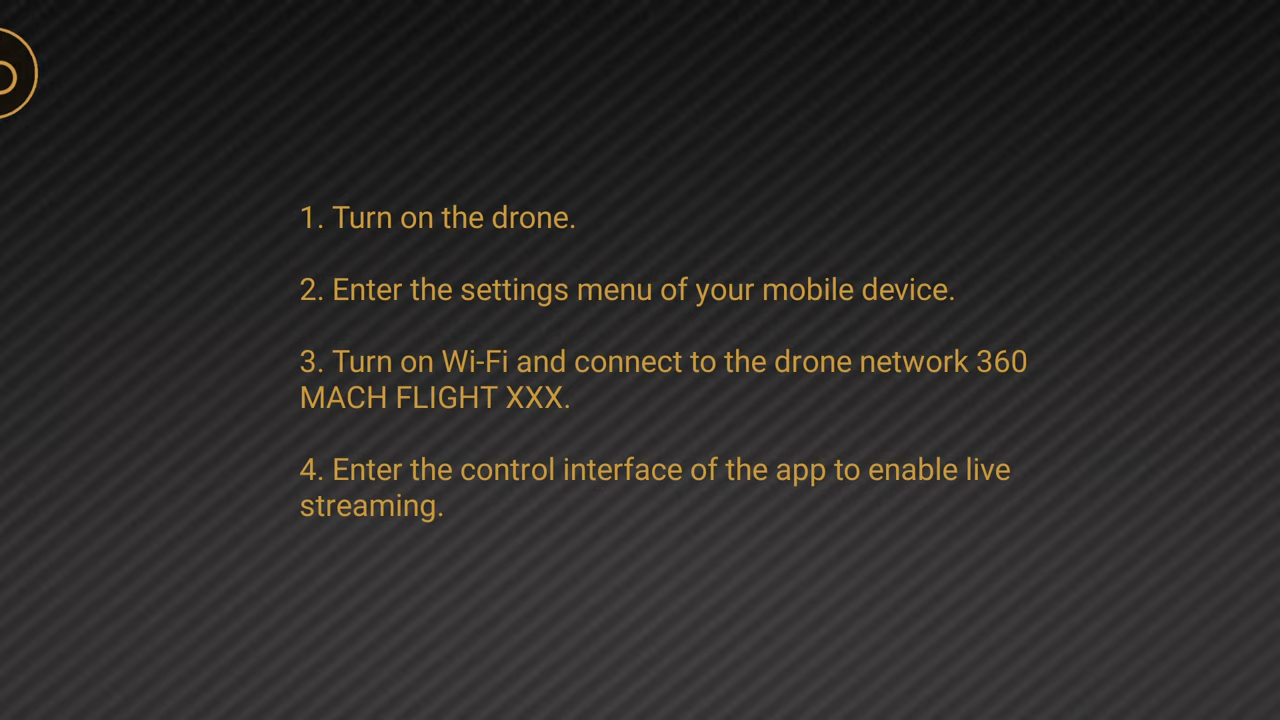 1. Turn on the drone.
2. Enter the settings menu of your mobile device.
3. Turn on Wi-Fi and connect to the drone network 360
MACH FLIGHT XXX.
4. Enter the control interface of the app to enable live
streaming.